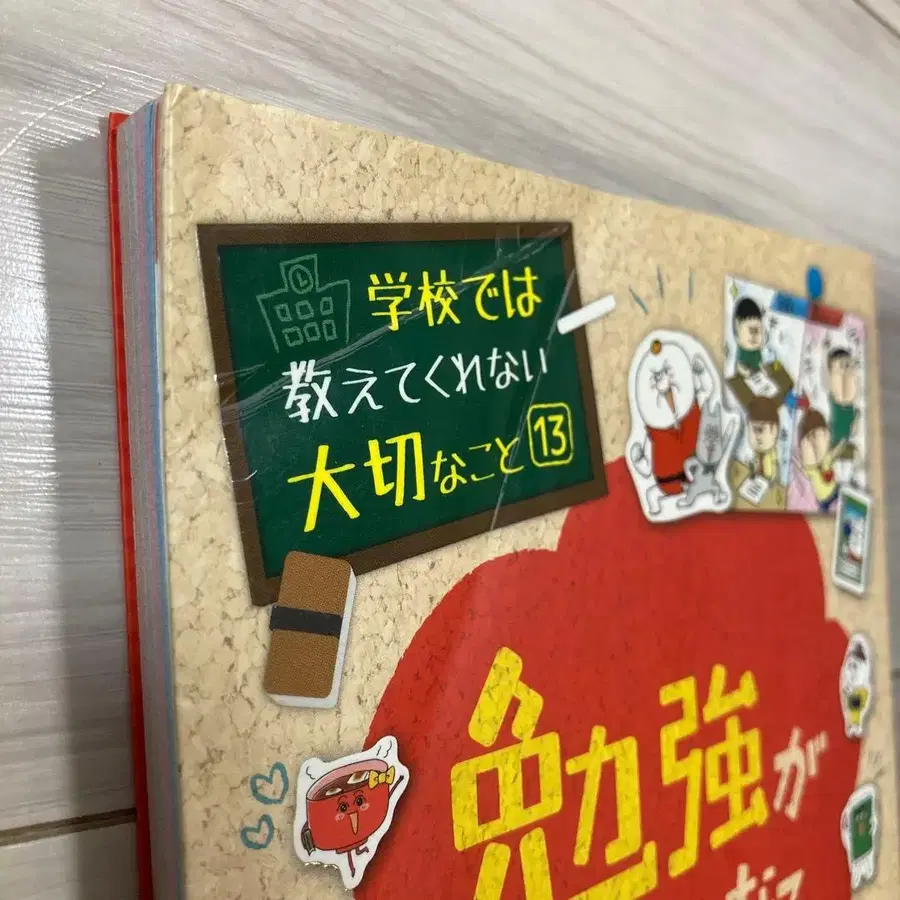 学校では
教えてくれない
大切なこと 13
勉強が